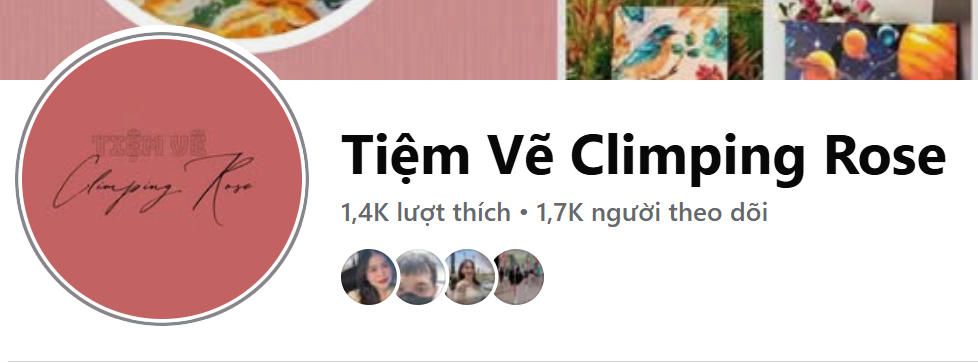 TIỆM VẼ
Climping Rose
Tiệm Vẽ Climping Rose
1,4K lượt thích • 1,7K người theo dõi